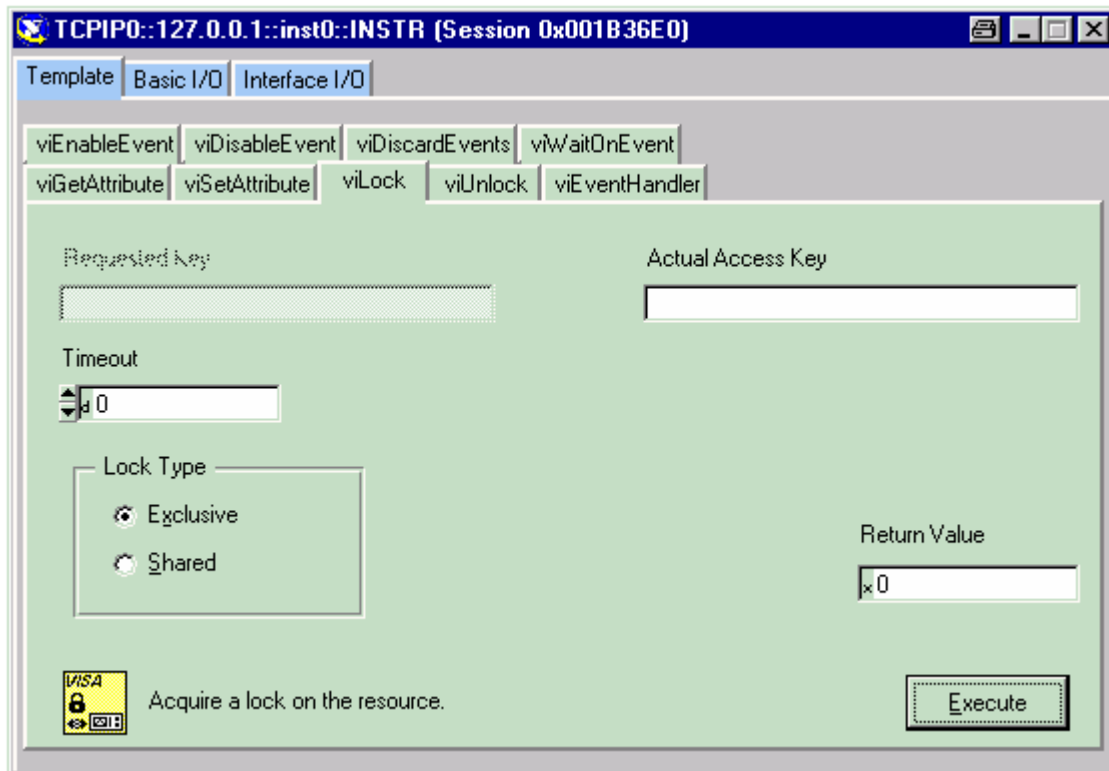 TCPIP0::127.0.0.1::inst0::INSTR (Session 0x001B36E0)
Template Basic I/O Interface I/O
viEnableEvent viDisableEvent viDiscardEvents viWaitOnEvent
viGetAttribute viSetAttribute viLock viUnlock viEventHandler
Requested Key Actual Access Key
Timeout
d 0
Lock Type
Exclusive
Shared
Return Value
x 0
VISA
Acquire a lock on the resource.
Execute